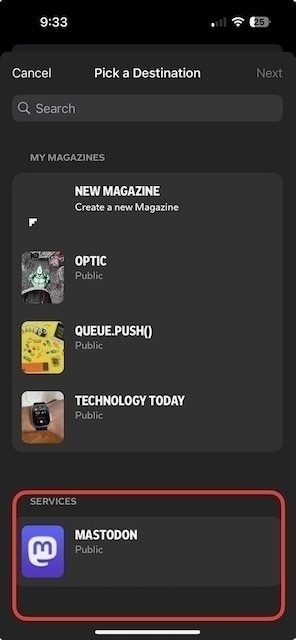 9:33
25
Cancel
Pick a Destination
Next
Search
MY MAGAZINES
NEW MAGAZINE
Create a new Magazine
OPTIC
Public
QUEUE.PUSH()
Public
TECHNOLOGY TODAY
Public
SERVICES
MASTODON
Public